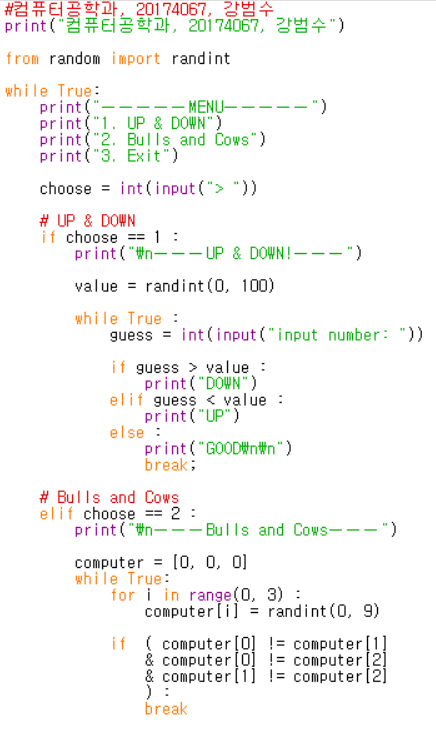 #컴퓨터공학과, 20174067, 강범수
print("컴퓨터공학과, 20174067, 강범수")
from random import randint
while True:
print("-----MENU-----")
print("1. UP & DOWN")
print("2. Bulls and Cows")
print("3. Exit")
choose = int(input("> "))
# UP & DOWN
if choose == 1 :
print("₩n---UP & DOWN!---")
value = randint(0, 100)
while True :
guess = int(input("input number: "))
if guess > value :
print("DOWN")
elif guess < value :
print("UP")
else :
print("GOOD₩n₩n")
break;
# Bulls and Cows
elif choose == 2 :
print("₩n---Bulls and Cows---")
computer = [0, 0, 0]
while True:
for i in range(0, 3) :
computer[i] = randint(0, 9)
if ( computer[0] != computer[1]
& computer[0] != computer[2]
& computer[1] != computer[2]
) :
break